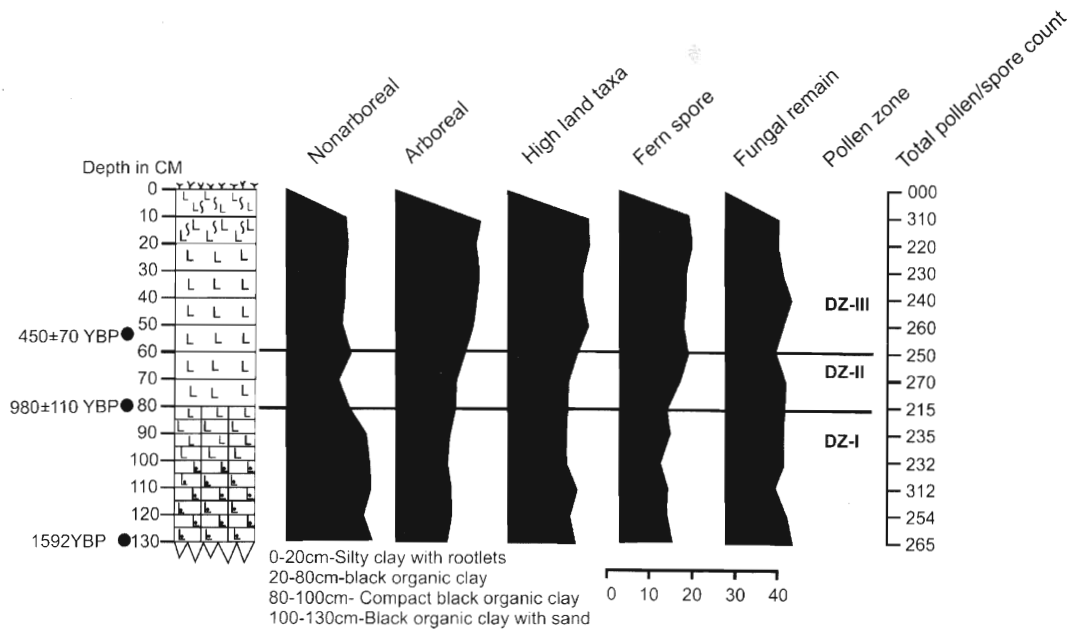 Nonarboreal
Arboreal
High land taxa
Fern spore
Fungal remain
Pollen zone
Total pollen/spore count
Depth in CM
0
10
20
30
40
50
60
70
80
90
100
110
120
130
450±70 YBP
980±110 YBP
1592YBP
DZ-III
DZ-II
DZ-I
000
310
220
230
240
260
250
270
215
235
232
312
254
265
0-20cm-Silty clay with rootlets
20-80cm-black organic clay
80-100cm- Compact black organic clay
100-130cm-Black organic clay with sand
0 10 20 30 40